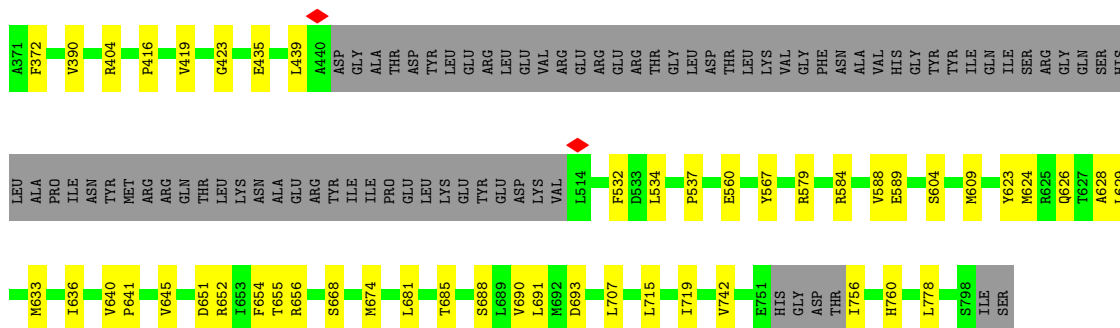 A371 F372 V390 R404 P416 V419 G423 E435 L439 A440 ASP GLY ALA THR ASP TYR LEU GLU ARG LEU GLU VAL ARG GLU ARG GLU ARG THR GLY LEU ASP THR LEU LYS VAL GLY PHE ASN ALA VAL HIS GLY TYR TYR ILE GLN ILE SER ARG GLY GLN SER HIS
LEU ALA PRO ILE ASN TYR MET ARG ARG GLN THR LEU LYS ASN ALA GLU ARG TYR ILE ILE PRO GLU LEU LYS GLU TYR GLU ASP LYS VAL L514 F532 D533 L534 P537 E560 Y567 R579 R584 V588 E589 S604 M609 Y623 M624 R625 Q626 T627 A628 L629
M633 I636 V640 P641 V645 D651 R652 I653 F654 T655 R656 S668 M674 L681 T685 S688 L689 V690 L691 M692 D693 L707 L715 I719 V742 E751 HIS GLY ASP THR I756 H760 L778 S798 ILE SER